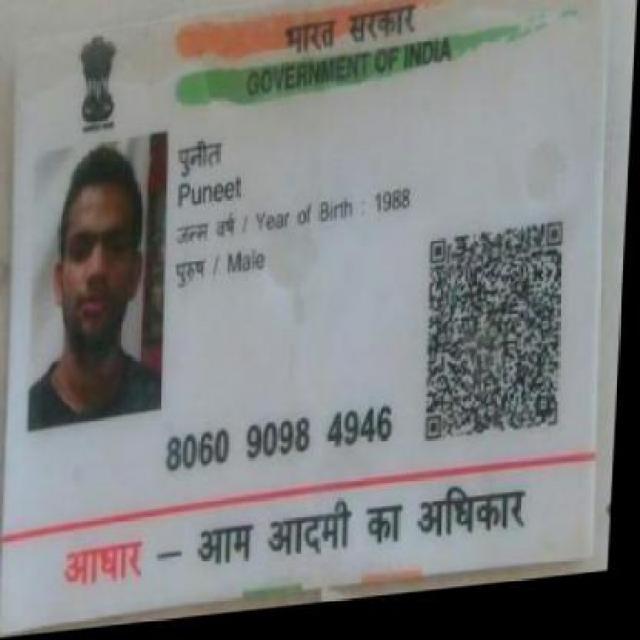 भारत सरकार
GOVERNMENT OF INDIA
पुनीत
Puneet
जन्म वर्ष / Year of Birth : 1988
पुरुष / Male
8060 9098 4946
आधार – आम आदमी का अधिकार